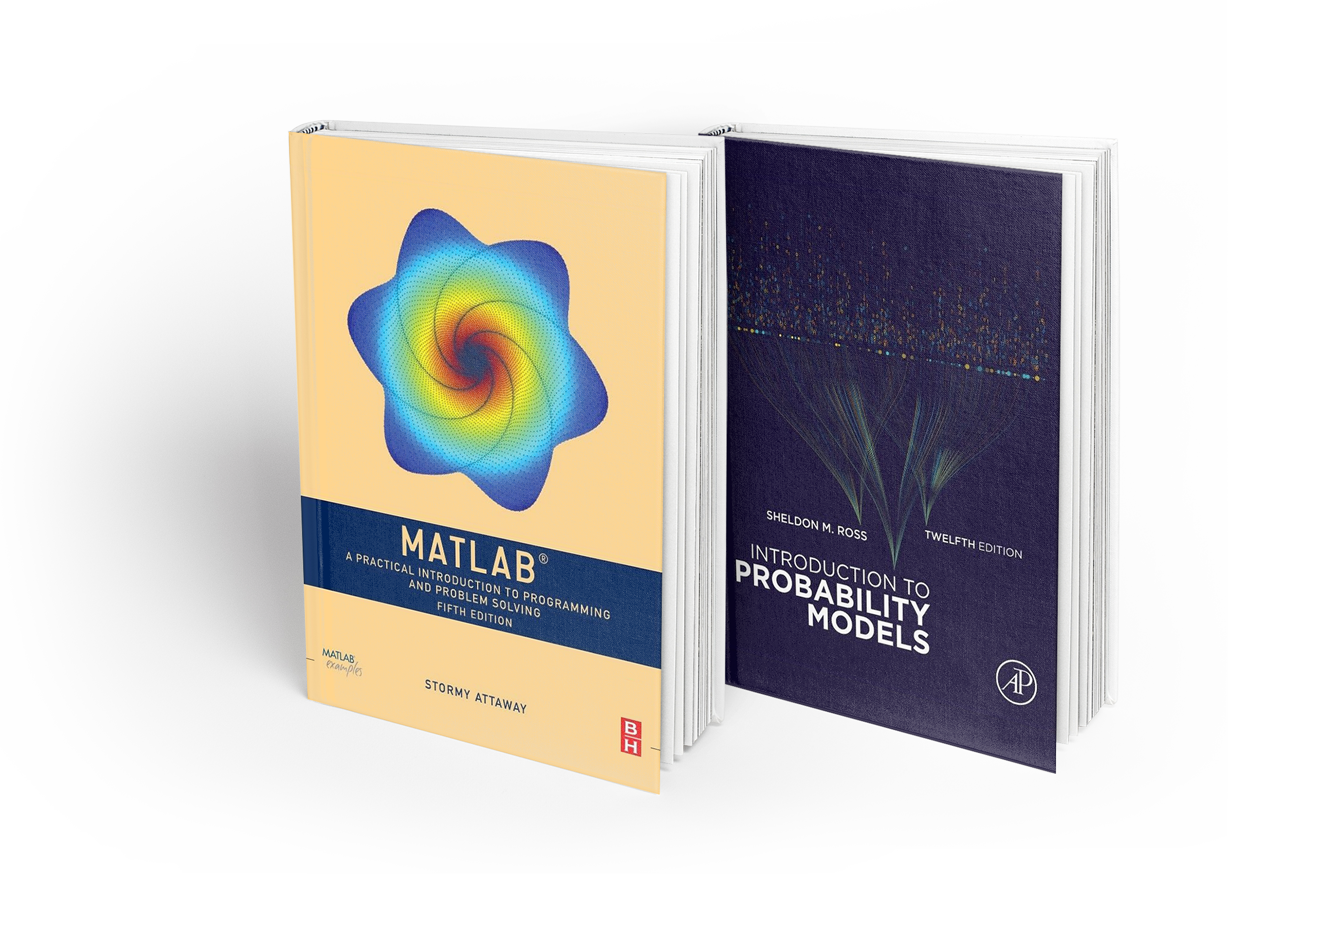 MATLAB®
A PRACTICAL INTRODUCTION TO PROGRAMMING
AND PROBLEM SOLVING
FIFTH EDITION
MATLAB®
examples
STORMY ATTAWAY
B
H
SHELDON M. ROSS
TWELFTH EDITION
INTRODUCTION TO
PROBABILITY
MODELS
AP